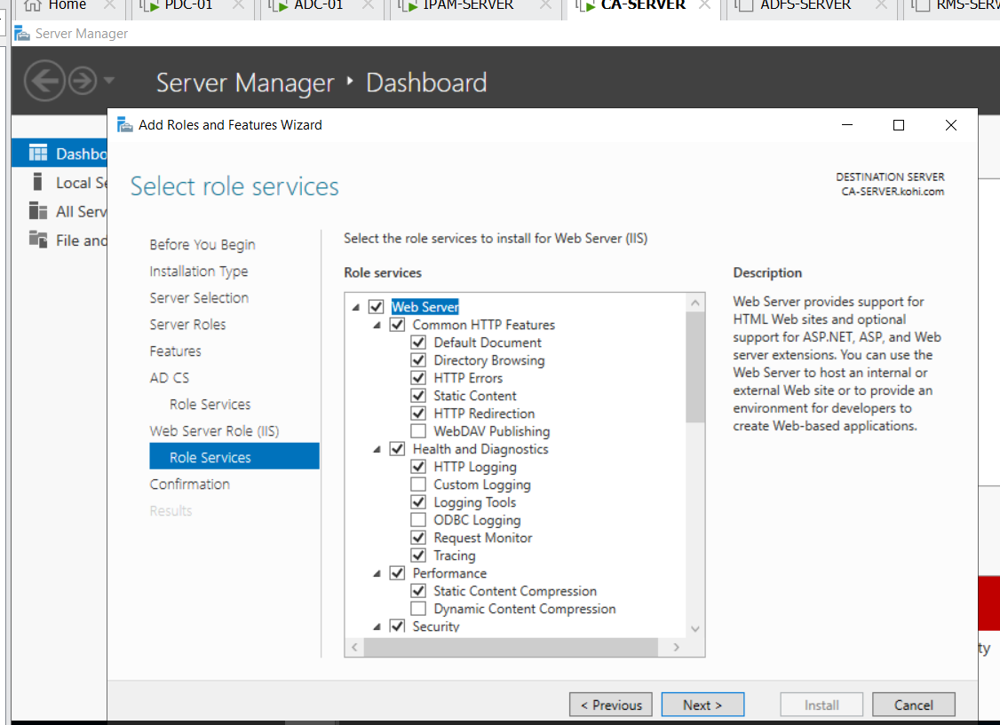 Home
PDC-01
ADC-01
IPAM-SERVER
CA-SERVER
ADFS-SERVER
RMS-SERV
Server Manager
Server Manager
Dashboard
Dashbo
Local Se
All Serv
File and
Add Roles and Features Wizard
Select role services
DESTINATION SERVER
CA-SERVER.kohi.com
Before You Begin
Installation Type
Server Selection
Server Roles
Features
AD CS
Role Services
Web Server Role (IIS)
Role Services
Confirmation
Results
Select the role services to install for Web Server (IIS)
Role services
Web Server
Common HTTP Features
Default Document
Directory Browsing
HTTP Errors
Static Content
HTTP Redirection
WebDAV Publishing
Health and Diagnostics
HTTP Logging
Custom Logging
Logging Tools
ODBC Logging
Request Monitor
Tracing
Performance
Static Content Compression
Dynamic Content Compression
Security
Description
Web Server provides support for
HTML Web sites and optional
support for ASP.NET, ASP, and Web
server extensions. You can use the
Web Server to host an internal or
external Web site or to provide an
environment for developers to
create Web-based applications.
ty
< Previous
Next >
Install
Cancel